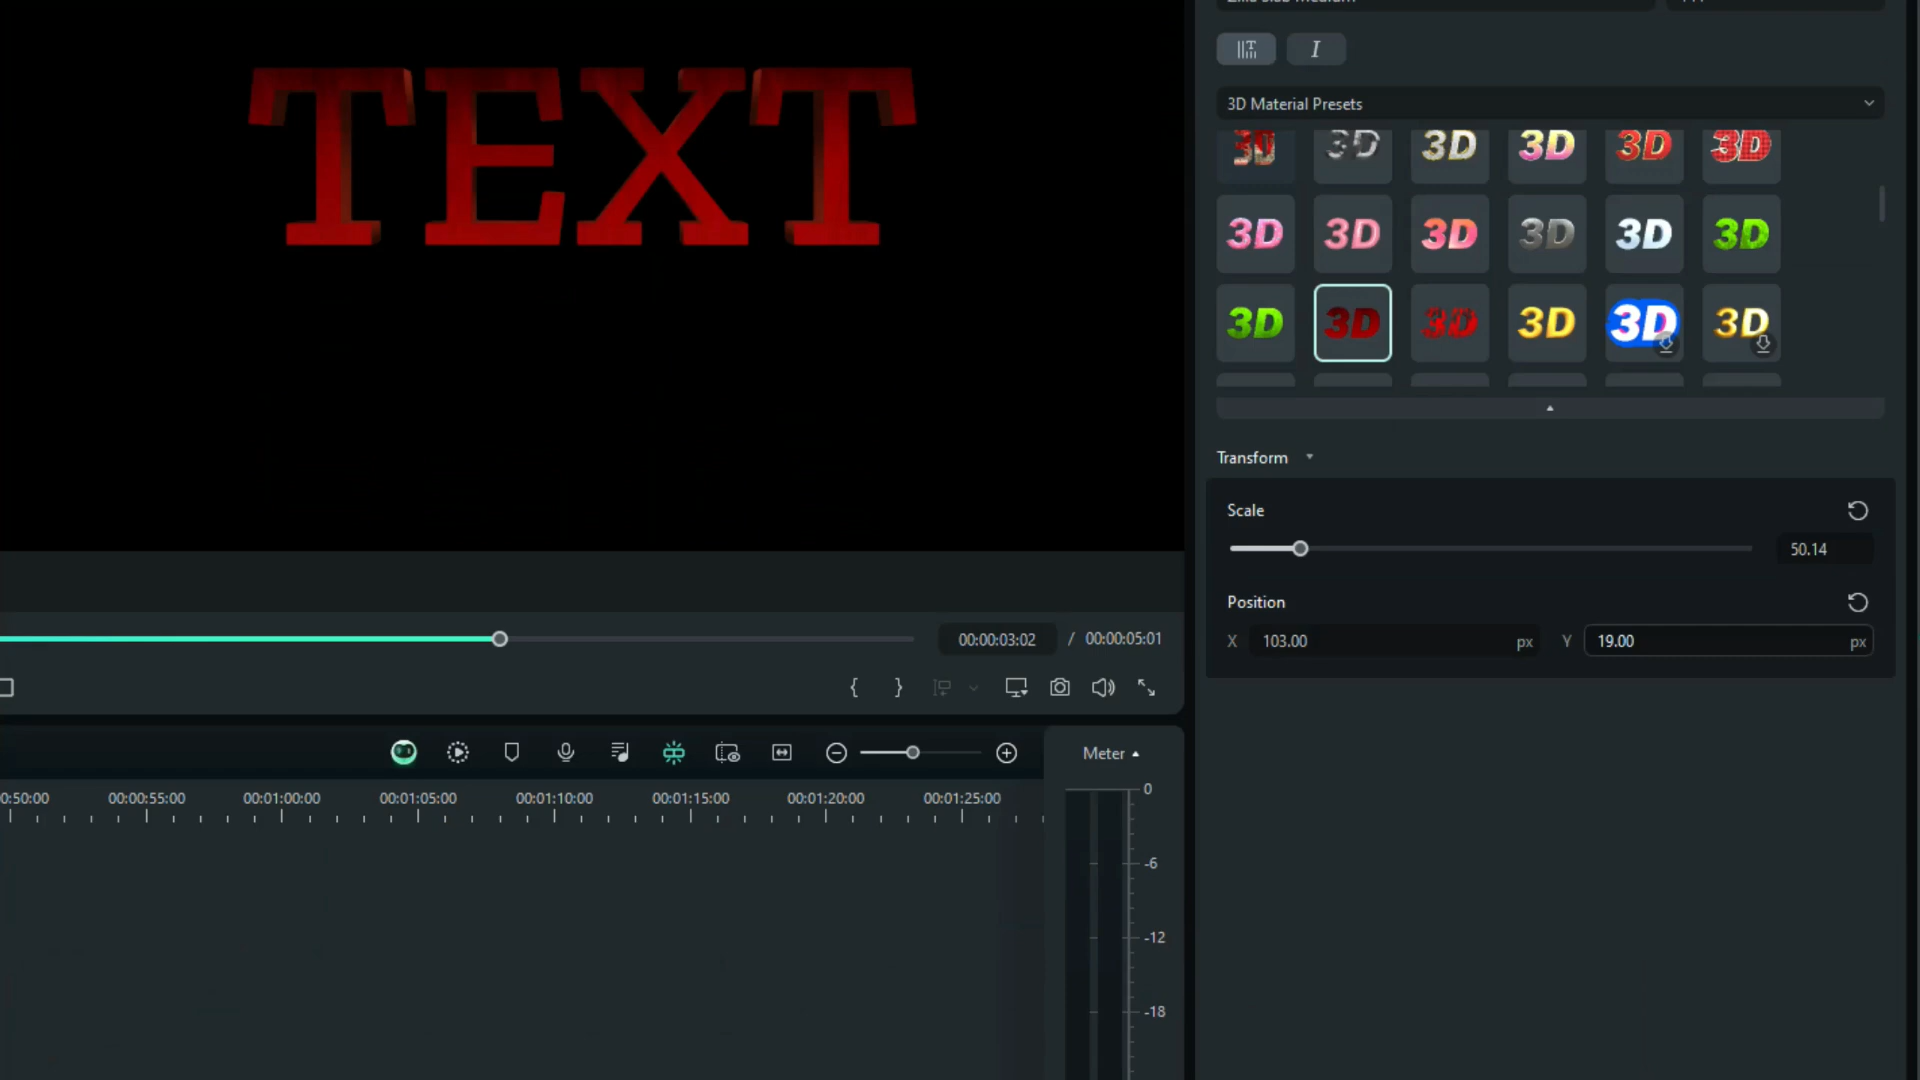 TEXT
3D Material Presets
3D 3D 3D 3D 3D 3D
3D 3D 3D 3D 3D 3D
3D 3D 3D 3D 3D 3D
Transform
Scale
50.14
Position
X 103.00 px Y 19.00 px
00:00:03:02 / 00:00:05:01
{ }
Meter
0:50:00 00:00:55:00 00:01:00:00 00:01:05:00 00:01:10:00 00:01:15:00 00:01:20:00 00:01:25:00
0
-6
-12
-18